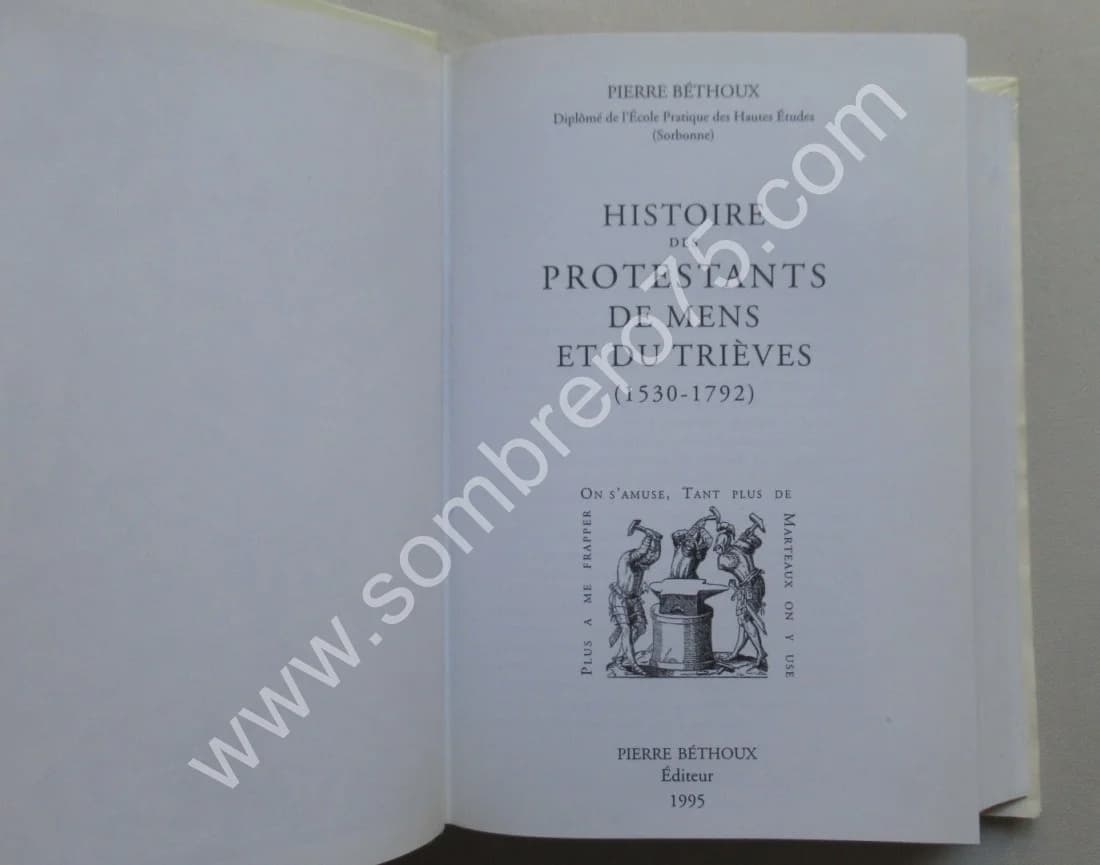 PIERRE BÉTHOUX
Diplômé de l'École Pratique des Hautes Études
(Sorbonne)
HISTOIRE
DES
PROTESTANTS
DE MENS
ET DU TRIÈVES
(1530-1792)
PLUS A ME FRAPPER
ON S'AMUSE, TANT PLUS DE
MARTEAUX ON Y USE
PIERRE BÉTHOUX
Éditeur
1995
www.sombrero75.com